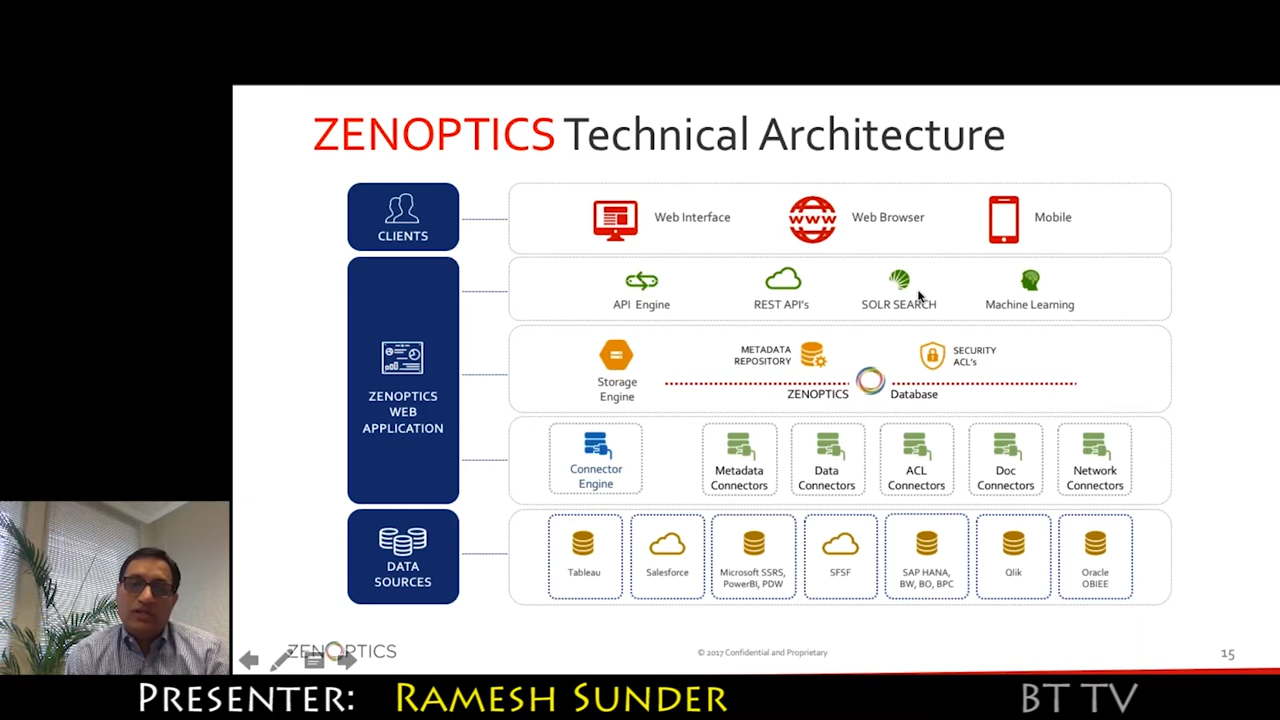 ZENOPTICS Technical Architecture
CLIENTS
Web Interface
Web Browser
Mobile
ZENOPTICS
WEB
APPLICATION
API Engine
REST API's
SOLR SEARCH
Machine Learning
Storage
Engine
METADATA
REPOSITORY
SECURITY
ACL's
ZENOPTICS Database
Connector
Engine
Metadata
Connectors
Data
Connectors
ACL
Connectors
Doc
Connectors
Network
Connectors
DATA
SOURCES
Tableau
Salesforce
Microsoft SSRS,
PowerBI, PDW
SFSF
SAP HANA,
BW, BO, BPC
Qlik
Oracle
OBIEE
ZENOPTICS
© 2017 Confidential and Proprietary
15
PRESENTER: RAMESH SUNDER
BT TV